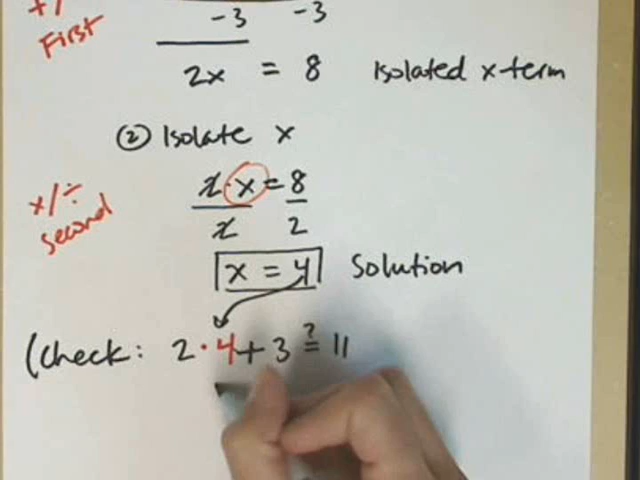 +/
First
-3 -3
2x = 8 Isolated x-term
② Isolate x
×/÷
second
2·x = 8
2 2
x = 4 Solution
(Check: 2·4+3 ≟ 11